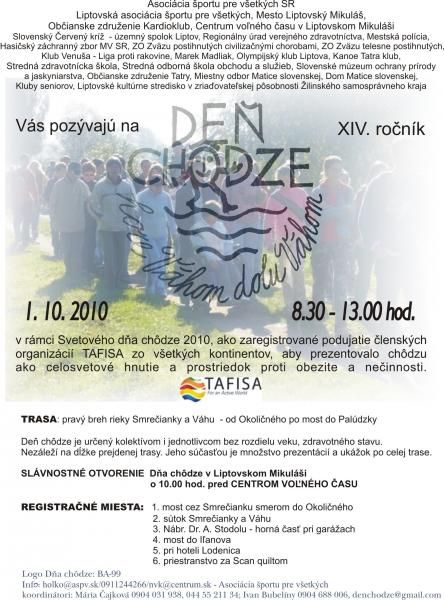 Asociácia športu pre všetkých SR
Liptovská asociácia športu pre všetkých, Mesto Liptovský Mikuláš,
Občianske združenie Kardioklub, Centrum voľného času v Liptovskom Mikuláši
Slovenský Červený kríž - územný spolok Liptov, Regionálny úrad verejného zdravotníctva, Mestská polícia,
Hasičský záchranný zbor MV SR, ZO Zväzu postihnutých civilizačnými chorobami, ZO Zväzu telesne postihnutých,
Klub Venuša - Liga proti rakovine, Marek Madliak, Olympijský klub Liptova, Kanoe Tatra klub,
Stredná zdravotnícka škola, Stredná odborná škola obchodu a služieb, Slovenské múzeum ochrany prírody
a jaskyniarstva, Občianske združenie Tatry, Miestny odbor Matice slovenskej, Dom Matice slovenskej,
Kluby seniorov, Liptovské kultúrne stredisko v zriaďovateľskej pôsobnosti Žilinského samosprávneho kraja
Vás pozývajú na
DEŇ
CHÔDZE
XIV. ročník
hore Váhom dolu Váhom
1. 10. 2010
8.30 - 13.00 hod.
v rámci Svetového dňa chôdze 2010, ako zaregistrované podujatie členských
organizácií TAFISA zo všetkých kontinentov, aby prezentovalo chôdzu
ako celosvetové hnutie a prostriedok proti obezite a nečinnosti.
TAFISA
For an Active World
TRASA: pravý breh rieky Smrečianky a Váhu - od Okoličného po most do Palúdzky
Deň chôdze je určený kolektívom i jednotlivcom bez rozdielu veku, zdravotného stavu.
Nezáleží na dĺžke prejdenej trasy. Jeho súčasťou je množstvo prezentácií a ukážok po celej trase.
SLÁVNOSTNÉ OTVORENIE Dňa chôdze v Liptovskom Mikuláši
o 10.00 hod. pred CENTROM VOĽNÉHO ČASU
REGISTRAČNÉ MIESTA: 1. most cez Smrečianku smerom do Okoličného
2. sútok Smrečianky a Váhu
3. Nábr. Dr. A. Stodolu - horná časť pri garážach
4. most do Iľanova
5. pri hoteli Lodenica
6. priestranstvo za Scan quiltom
Logo Dňa chôdze: BA-99
Info: holko@aspv.sk/0911244266/nvk@centrum.sk - Asociácia športu pre všetkých
koordinátori: Mária Čajková 0904 031 938, 044 55 211 34; Ivan Bubelíny 0904 688 006, denchodze@gmail.com